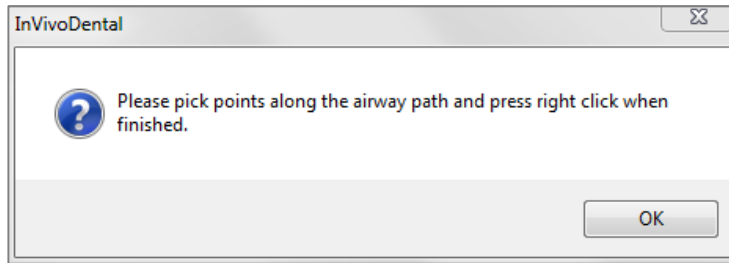 InVivoDental
Please pick points along the airway path and press right click when
finished.
OK